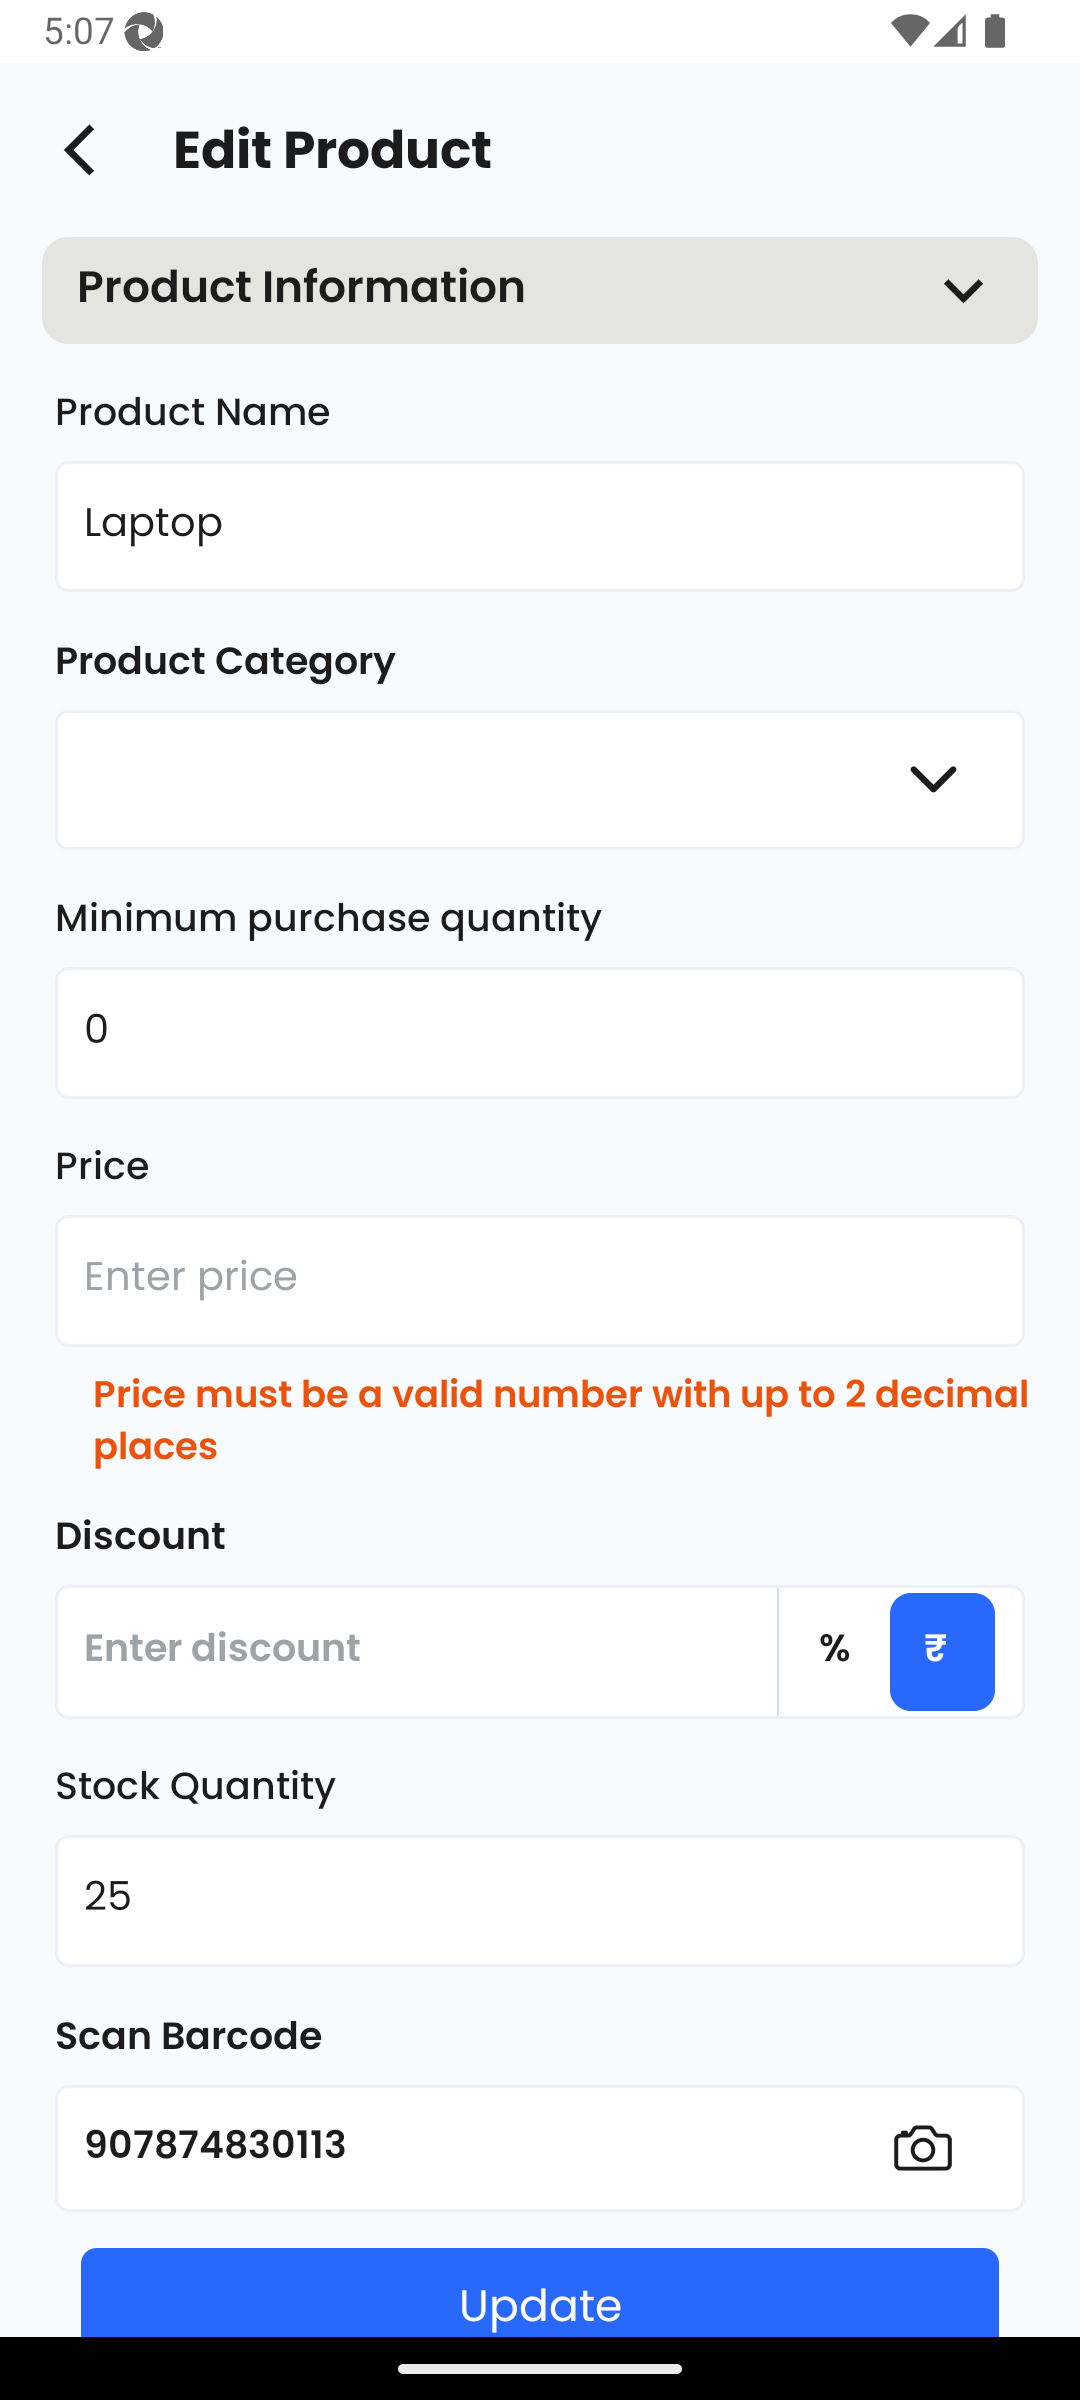 5:07
Edit Product
Product Information
Product Name
Laptop
Product Category
Minimum purchase quantity
0
Price
Enter price
Price must be a valid number with up to 2 decimal
places
Discount
Enter discount % ₹
Stock Quantity
25
Scan Barcode
907874830113
Update